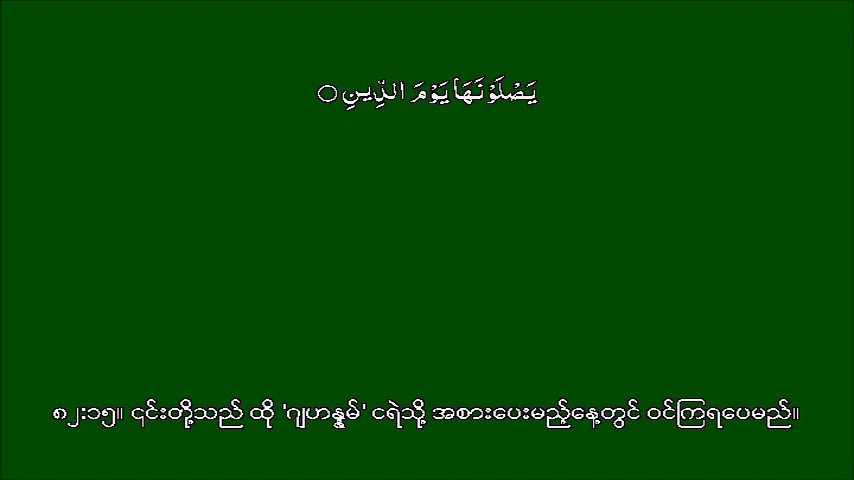 يَصْلَوْنَهَا يَوْمَ الدِّينِ ۝
၈၂း၁၅။ ၎င်းတို့သည် ထို 'ဂျဟန္နမ်' ငရဲသို့ အစားပေးမည့်နေ့တွင် ဝင်ကြရပေမည်။